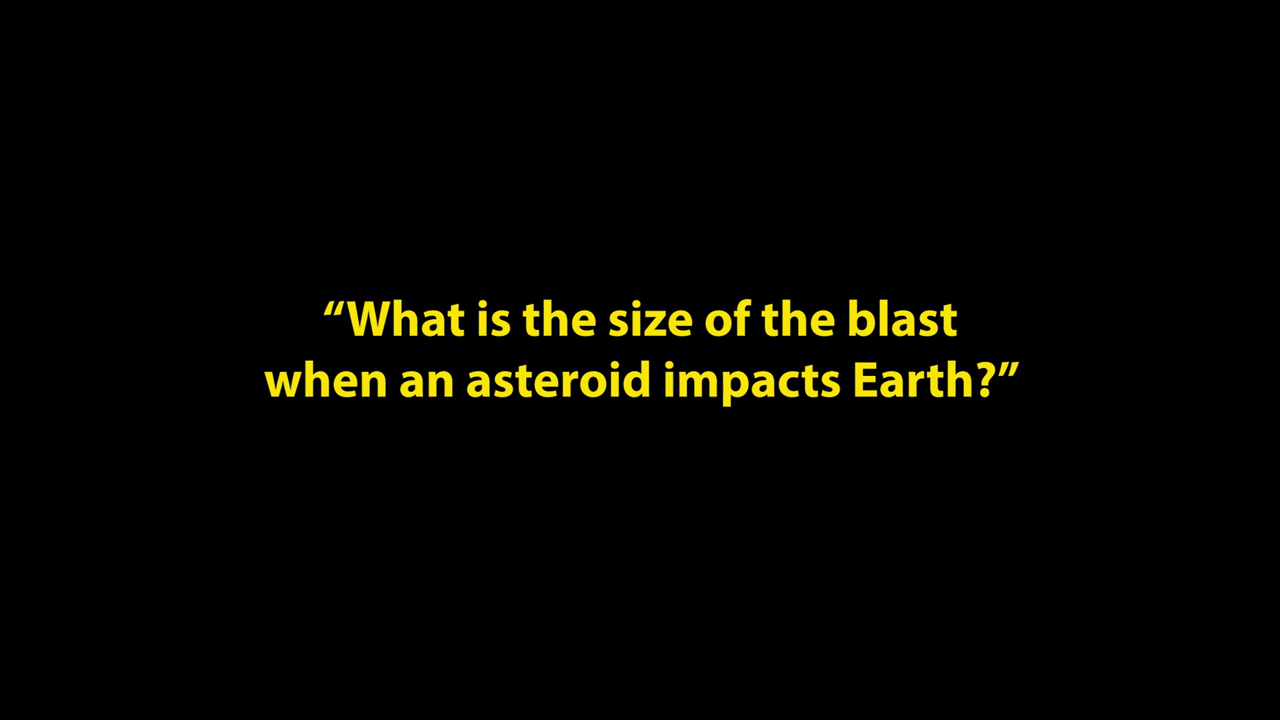 “What is the size of the blast
when an asteroid impacts Earth?”